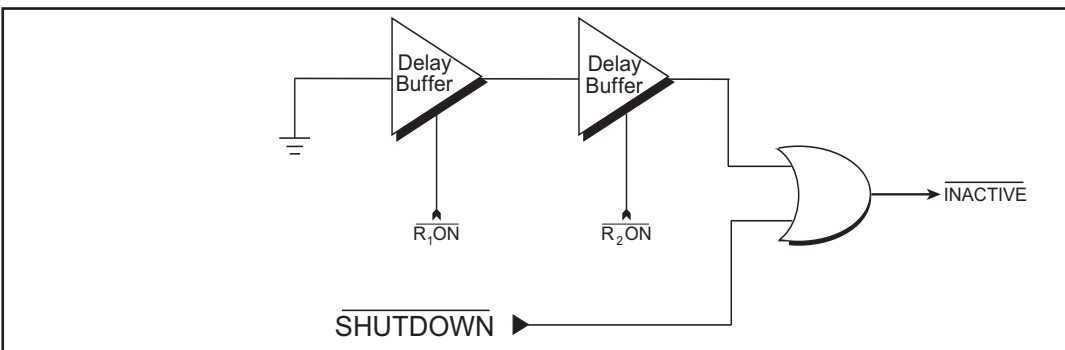 Delay
Buffer
Delay
Buffer
INACTIVE
R1ON
R2ON
SHUTDOWN